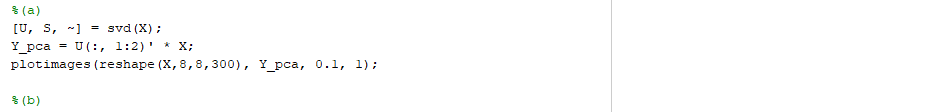 %(a)
[U, S, ~] = svd(X);
Y_pca = U(:, 1:2)' * X;
plotimages(reshape(X,8,8,300), Y_pca, 0.1, 1);
%(b)